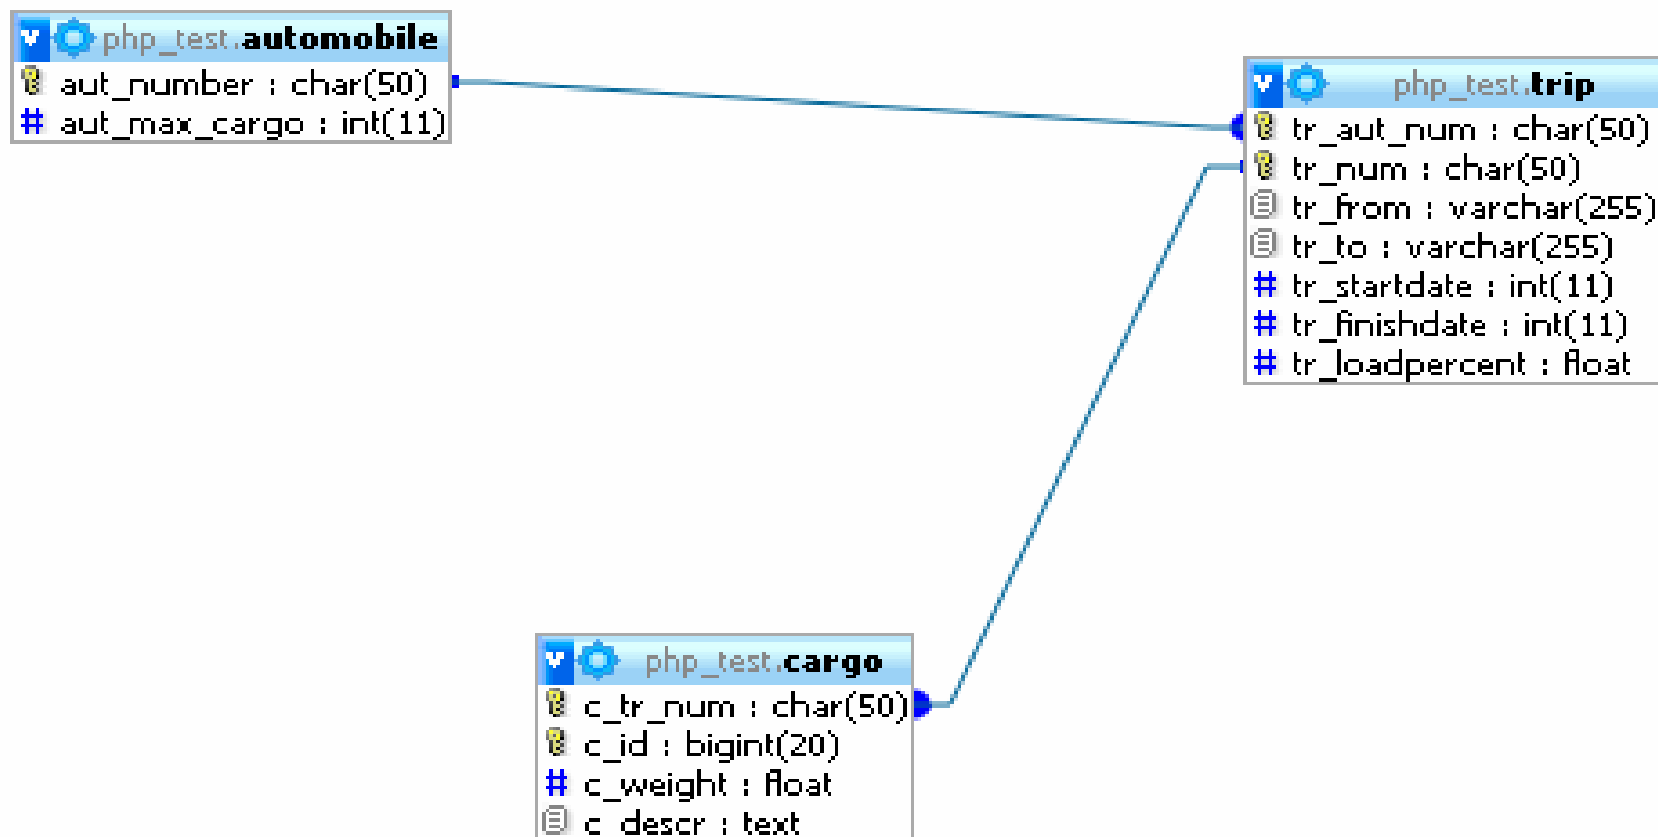 php_test.automobile
aut_number : char(50)
# aut_max_cargo : int(11)
php_test.trip
tr_aut_num : char(50)
tr_num : char(50)
tr_from : varchar(255)
tr_to : varchar(255)
# tr_startdate : int(11)
# tr_finishdate : int(11)
# tr_loadpercent : float
php_test.cargo
c_tr_num : char(50)
c_id : bigint(20)
# c_weight : float
c_descr : text